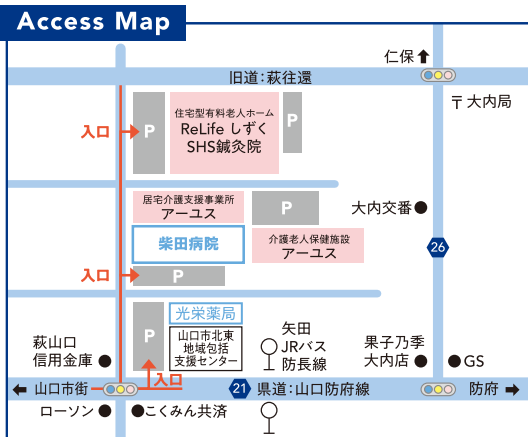 Access Map
仁保
旧道:萩往還
〒大内局
入口
P
住宅型有料老人ホーム
ReLife しずく
SHS鍼灸院
P
居宅介護支援事業所
アーユス
P
大内交番
柴田病院
介護老人保健施設
アーユス
26
入口
P
光栄薬局
P
山口市北東
地域包括
支援センター
矢田
JRバス
防長線
萩山口
信用金庫
果子乃季
大内店
GS
入口
山口市街
21
県道:山口防府線
防府
ローソン
こくみん共済